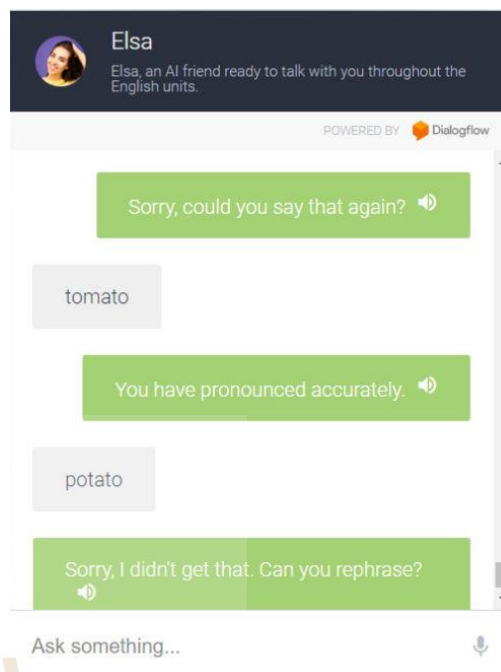 Elsa
Elsa, an AI friend ready to talk with you throughout the
English units.
POWERED BY Dialogflow
Sorry, could you say that again?
tomato
You have pronounced accurately.
potato
Sorry, I didn't get that. Can you rephrase?
Ask something...